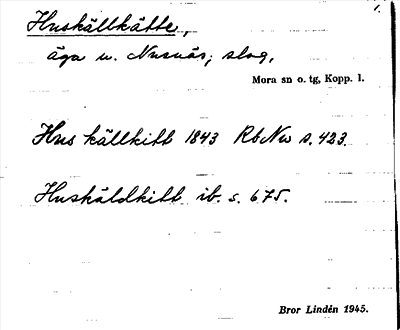 1.
Huskällkätte,
äga u. Nusnäs; slog,
Mora sn o. tg, Kopp. l.
Hus källkitt 1843 RbNw s. 423.
Huskäldkitt ib. s. 675.
Bror Lindén 1945.